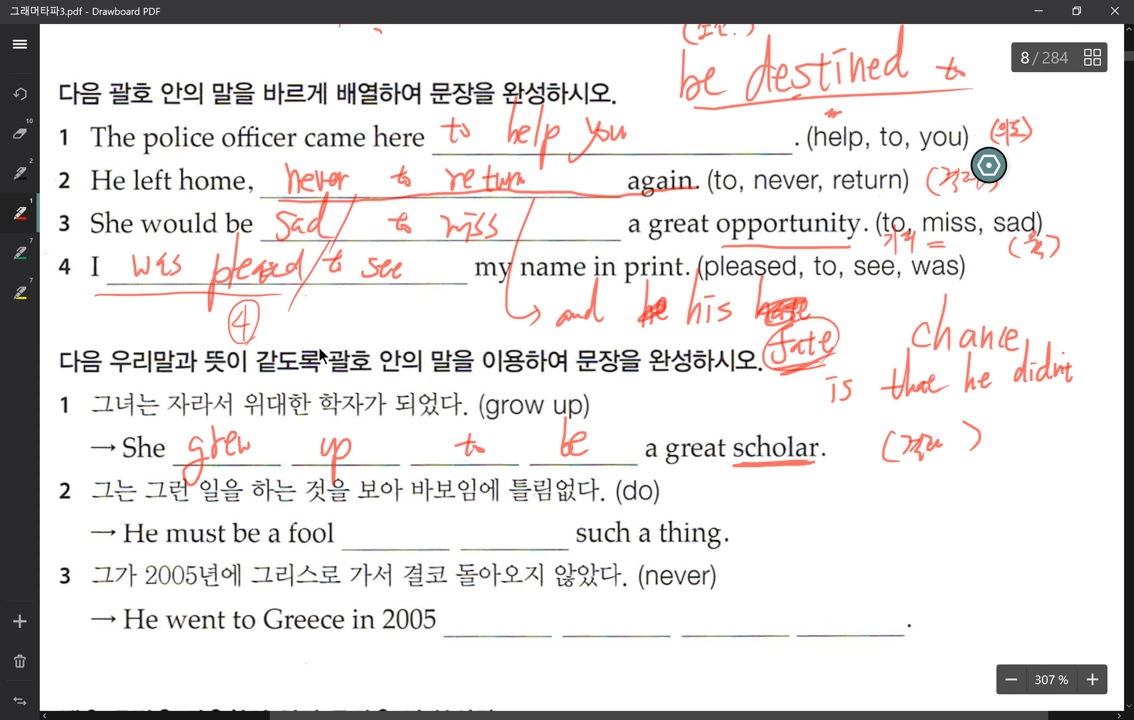 그래머타파3.pdf - Drawboard PDF
8 / 284
be destined to
다음 괄호 안의 말을 바르게 배열하여 문장을 완성하시오.
1 The police officer came here to help you . (help, to, you) (의도)
2 He left home, never to return again. (to, never, return)
3 She would be sad to miss a great opportunity. (to, miss, sad)
4 I was pleased to see my name in print. (pleased, to, see, was)
④ and his fate
chance
다음 우리말과 뜻이 같도록 괄호 안의 말을 이용하여 문장을 완성하시오.
is that he didn't
1 그녀는 자라서 위대한 학자가 되었다. (grow up)
→ She grew up to be a great scholar.
2 그는 그런 일을 하는 것을 보아 바보임에 틀림없다. (do)
→ He must be a fool such a thing.
3 그가 2005년에 그리스로 가서 결코 돌아오지 않았다. (never)
→ He went to Greece in 2005 .
307 %